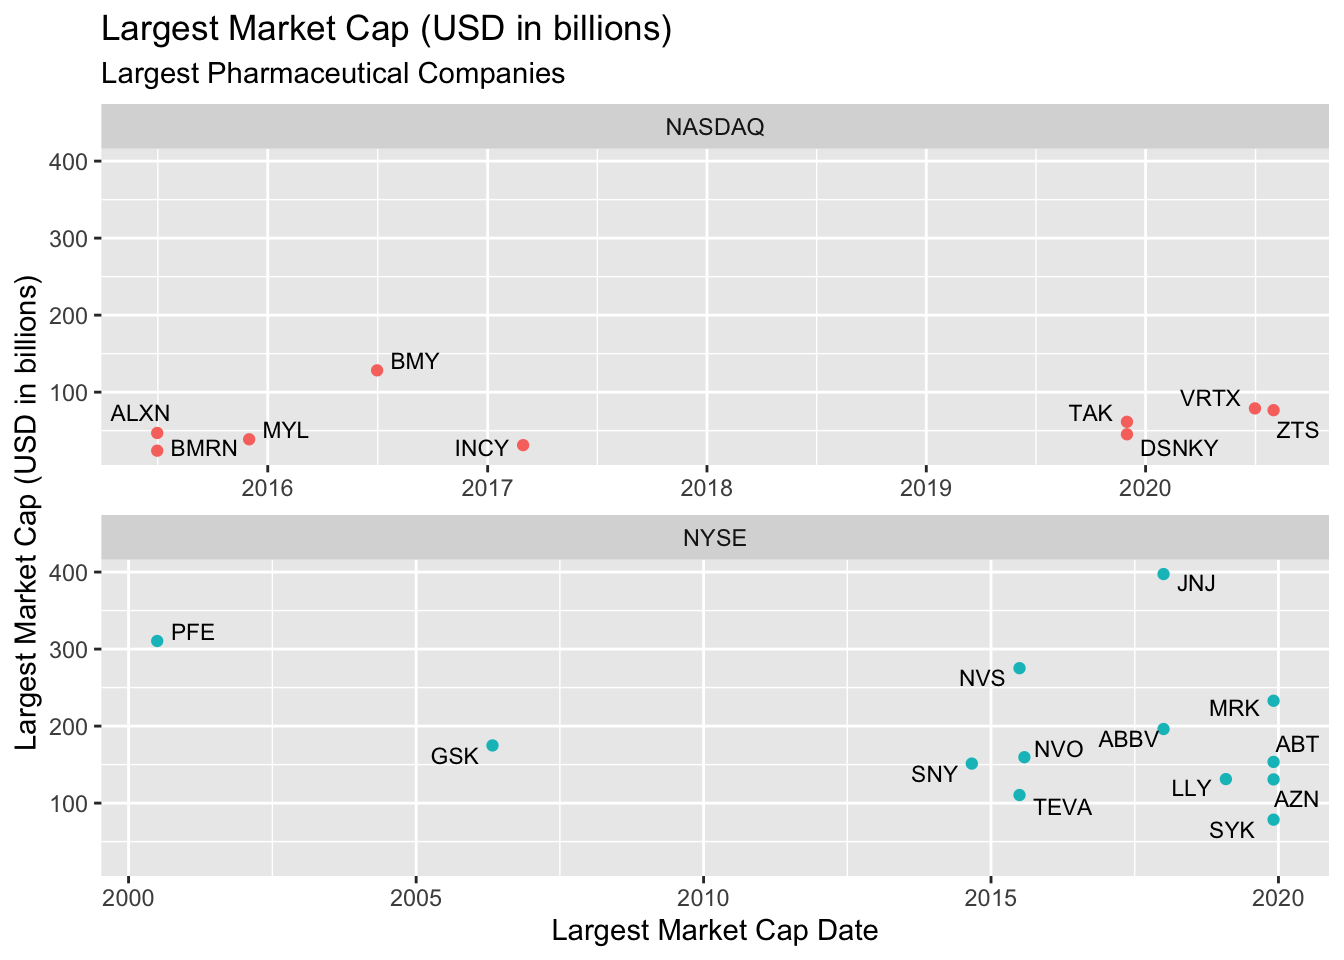 Largest Market Cap (USD in billions)
Largest Pharmaceutical Companies
Largest Market Cap (USD in billions)
NASDAQ
400
300
200
100
BMY
ALXN
BMRN
MYL
INCY
TAK
DSNKY
VRTX
ZTS
2016 2017 2018 2019 2020
NYSE
400
300
200
100
JNJ
PFE
NVS
MRK
ABBV
ABT
GSK
NVO
SNY
LLY
AZN
TEVA
SYK
2000 2005 2010 2015 2020
Largest Market Cap Date